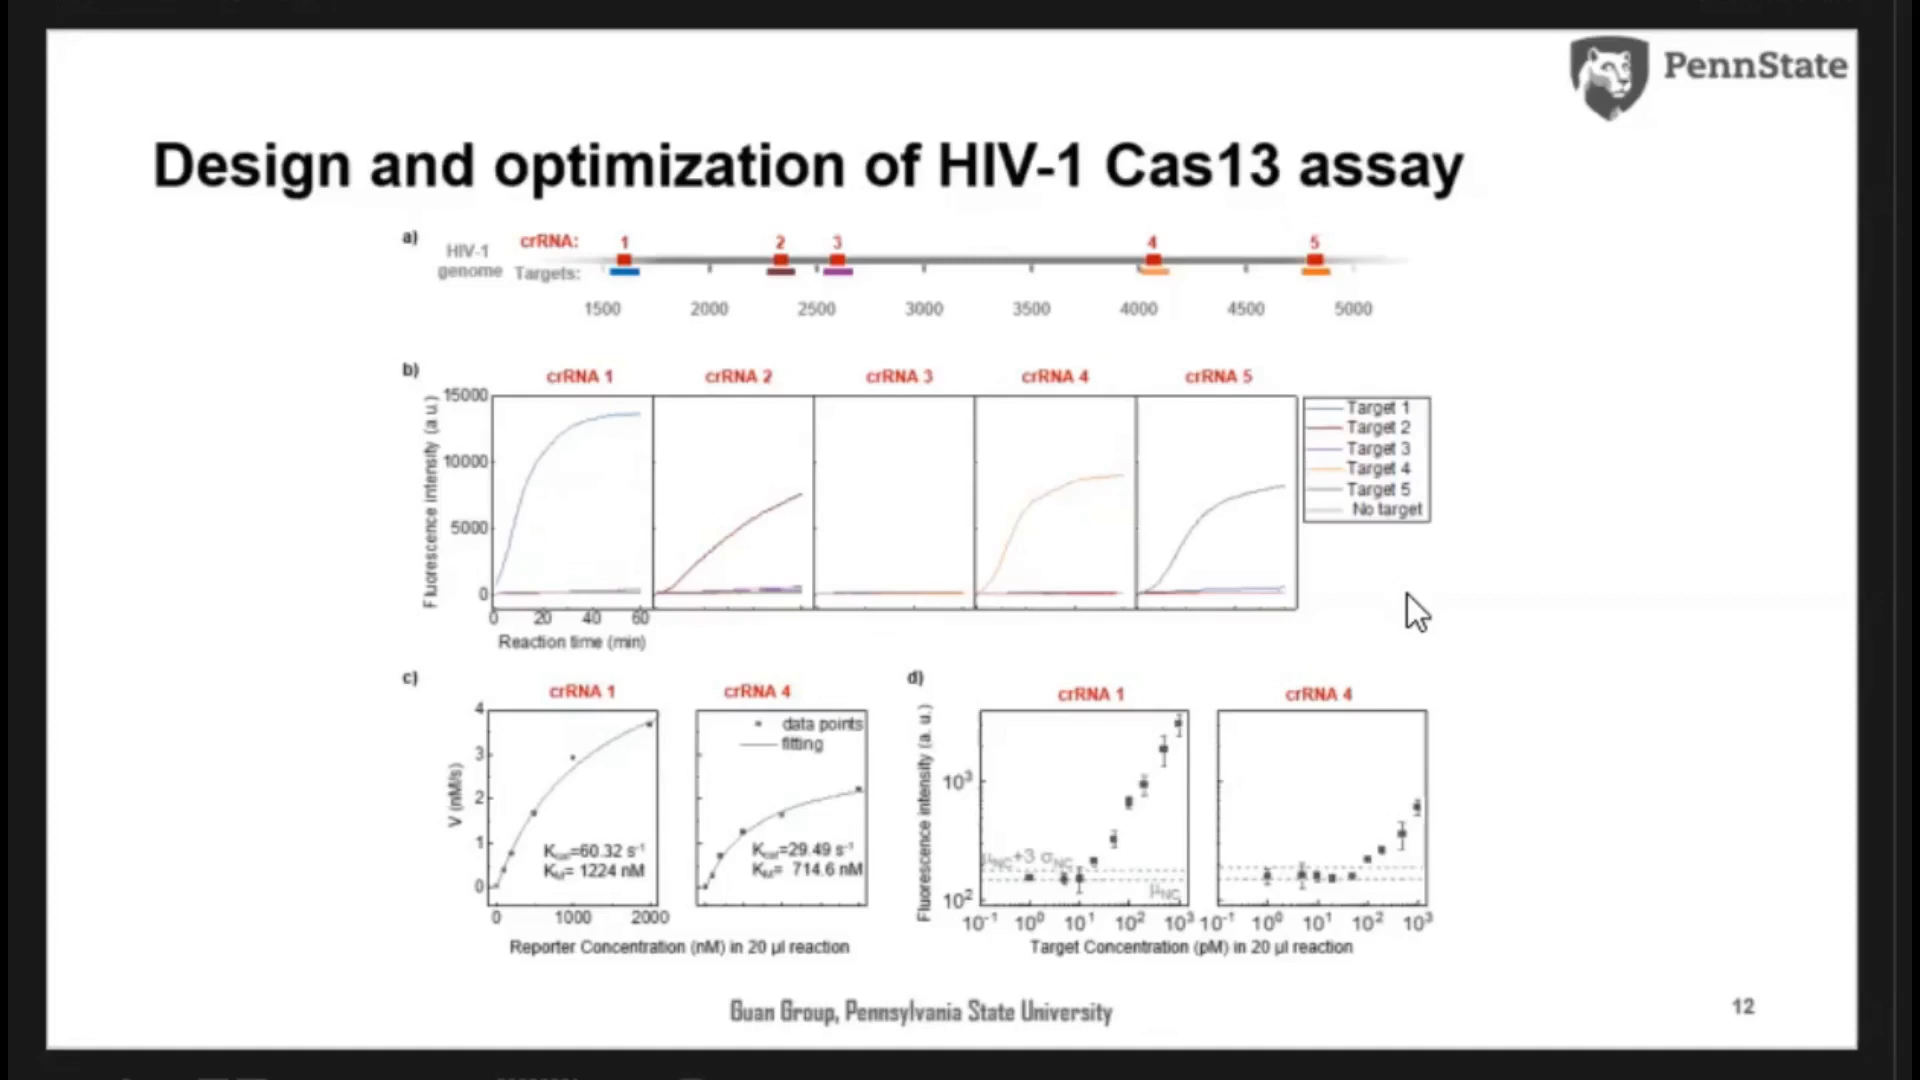 PennState
Design and optimization of HIV-1 Cas13 assay
a)
HIV-1
genome
crRNA:
1 2 3 4 5
Targets:
1500 2000 2500 3000 3500 4000 4500 5000
b)
crRNA 1 crRNA 2 crRNA 3 crRNA 4 crRNA 5
Fluorescence intensity (a.u.)
15000
10000
5000
0
0 20 40 60
Reaction time (min)
Target 1
Target 2
Target 3
Target 4
Target 5
No target
c)
crRNA 1 crRNA 4
V (nM/s)
4
3
2
1
0
Kcat=60.32 s-1
KM= 1224 nM
data points
fitting
Kcat=29.49 s-1
KM= 714.6 nM
0 1000 2000
Reporter Concentration (nM) in 20 µl reaction
d)
crRNA 1 crRNA 4
Fluorescence intensity (a. u.)
10³
10²
μNC+3 σNC
μNC
10⁻¹ 10⁰ 10¹ 10² 10³ 10⁻¹ 10⁰ 10¹ 10² 10³
Target Concentration (pM) in 20 µl reaction
Guan Group, Pennsylvania State University
12